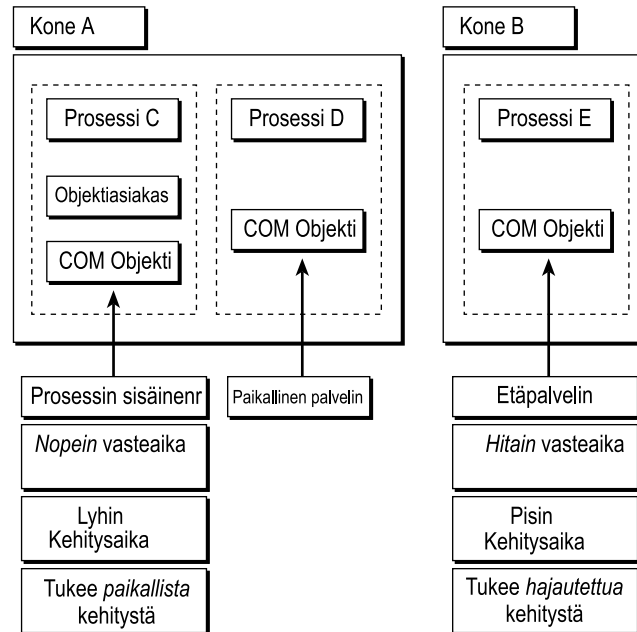 Kone A
Prosessi C
Objektiasiakas
COM Objekti
Prosessi D
COM Objekti
Kone B
Prosessi E
COM Objekti
Prosessin sisäinenr
Nopein vasteaika
Lyhin
Kehitysaika
Tukee paikallista
kehitystä
Paikallinen palvelin
Etäpalvelin
Hitain vasteaika
Pisin
Kehitysaika
Tukee hajautettua
kehitystä